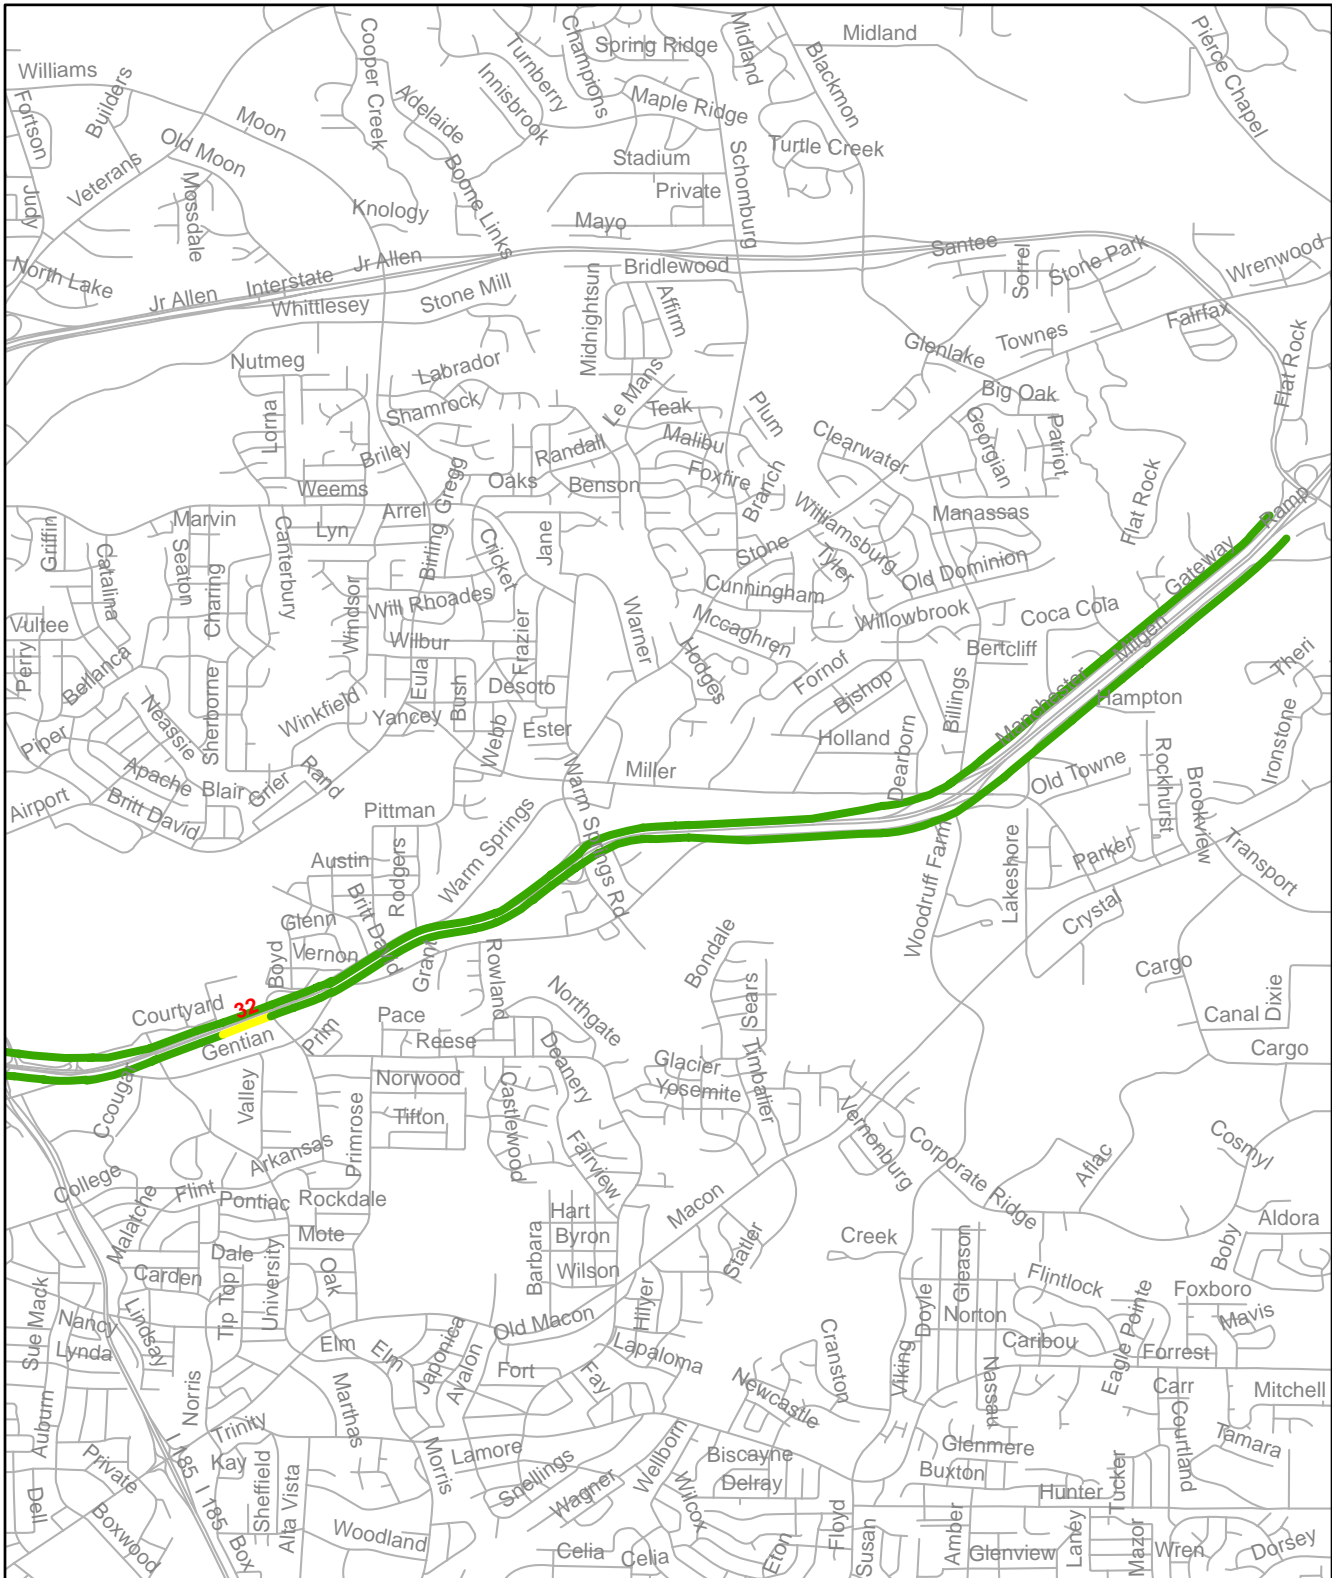 Williams
Fortson
Builders
Veterans
Judy
Moon
Old Moon
Mossdale
North Lake
Jr Allen
Interstate
Jr Allen
Whittlesey
Knology
Cooper Creek
Adelaide
Boone Links
Turnberry
Innisbrook
Champions
Spring Ridge
Maple Ridge
Midland
Blackmon
Midland
Pierce Chapel
Turtle Creek
Stadium
Private
Schomburg
Mayo
Bridlewood
Santee
Sorrel
Stone Park
Wrenwood
Fairfax
Flat Rock
Stone Mill
Midnightsun
Affirm
Townes
Glenlake
Nutmeg
Labrador
Shamrock
Lorna
Le Mans
Teak
Plum
Big Oak
Georgian
Patriot
Flat Rock
Briley
Gregg
Randall
Malibu
Clearwater
Weems
Oaks
Benson
Foxfire
Branch
Arrel
Lyn
Birling
Cricket
Jane
Stone
Williamsburg
Tyler
Manassas
Old Dominion
Ramp
Gateway
Griffin
Catalina
Marvin
Seaton
Charing
Canterbury
Windsor
Will Rhoades
Wilbur
Frazier
Warner
Cunningham
Mccaghren
Willowbrook
Coca Cola
Milgen
Bertcliff
Vultee
Perry
Bellanca
Neassie
Sherborne
Winkfield
Eula
Yancey
Bush
Desoto
Webb
Ester
Hodges
Fornof
Bishop
Holland
Billings
Manchester
Hampton
Theri
Ironstone
Piper
Apache
Britt David
Blair
Grier
Rand
Airport
Pittman
Miller
Warm Springs
Warm Springs Rd
Dearborn
Old Towne
Rockhurst
Brookview
Transport
Austin
Rodgers
Britt David
Glenn
Vernon
Boyd
Grant
Rowland
Woodruff Farm
Lakeshore
Parker
Crystal
Courtyard
32
Gentian
Prim
Pace
Reese
Northgate
Bondale
Sears
Cargo
Canal
Dixie
Cargo
Ccougar
Valley
Norwood
Tifton
Primrose
Castlewood
Deanery
Glacier
Yosemite
Timbalier
Vernonburg
Corporate Ridge
Aflac
Cosmyl
College
Flint
Arkansas
Pontiac
Rockdale
Fairview
Macon
Malatche
Mote
Dale
Hart
Byron
Wilson
Barbara
Statler
Creek
Aldora
Boby
Carden
Tip Top
University
Oak
Gleason
Doyle
Norton
Flintlock
Foxboro
Mavis
Sue Mack
Nancy
Lynda
Lindsay
Elm
Elm
Japonica
Avalon
Old Macon
Hillyer
Lapaloma
Cranston
Viking
Nassan
Caribou
Eagle Pointe
Forrest
Fort
Fay
Newcastle
Carr
Mitchell
Auburn
Norris
Marthas
Trinity
Kay
Sheffield
Alta Vista
Morris
Lamore
Snellings
Wagner
Wellborn
Biscayne
Delray
Wilcox
Glenmere
Buxton
Hunter
Tucker
Courtland
Tamara
Private
Dell
Boxwood
I 185
I 185
Box
Woodland
Celia
Celia
Eton
Floyd
Susan
Amber
Glenview
Laney
Mazor
Wren
Dorsey